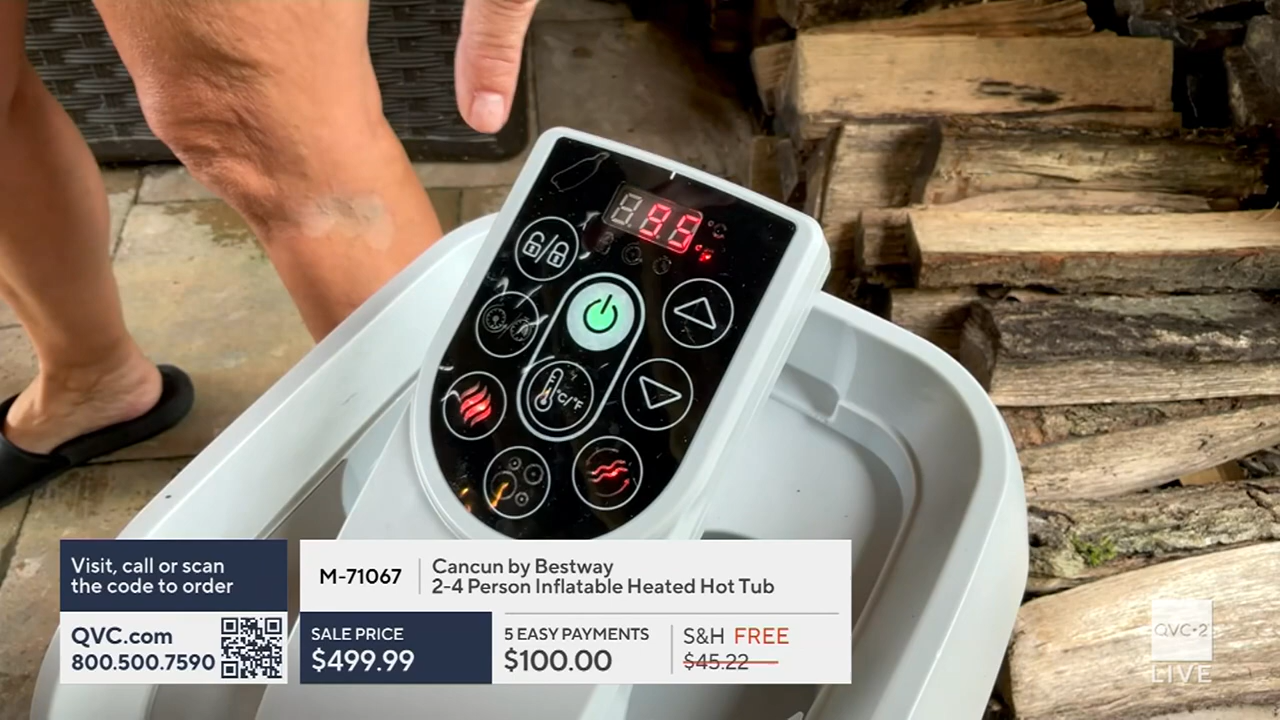 85
°C
°F
°C/°F
Visit, call or scan
the code to order
QVC.com
800.500.7590
M-71067
Cancun by Bestway
2-4 Person Inflatable Heated Hot Tub
SALE PRICE
$499.99
5 EASY PAYMENTS
$100.00
S&H FREE
$45.22
QVC•2
LIVE